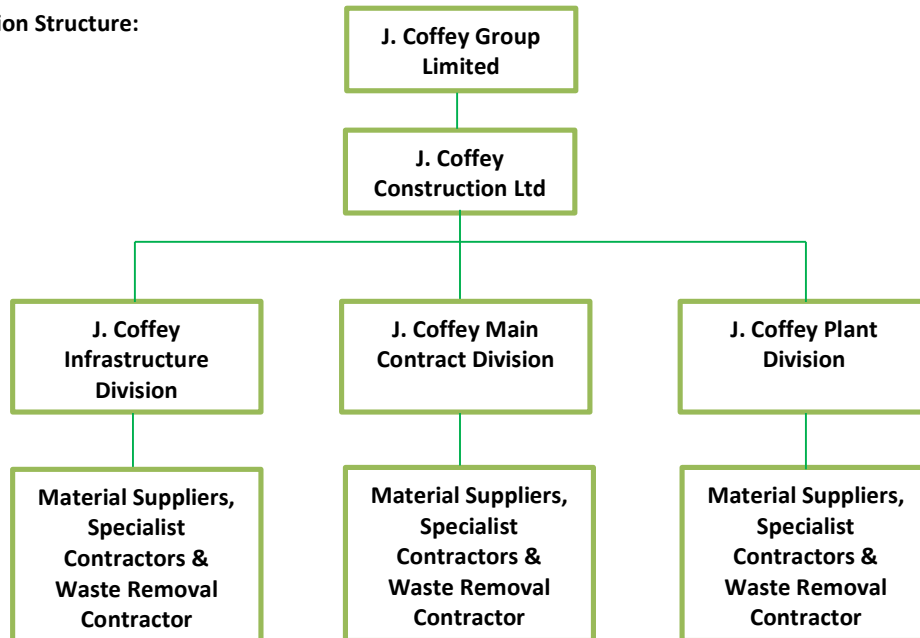 ion Structure:
J. Coffey Group
Limited
J. Coffey
Construction Ltd
J. Coffey
Infrastructure
Division
J. Coffey Main
Contract Division
J. Coffey Plant
Division
Material Suppliers,
Specialist
Contractors &
Waste Removal
Contractor
Material Suppliers,
Specialist
Contractors &
Waste Removal
Contractor
Material Suppliers,
Specialist
Contractors &
Waste Removal
Contractor